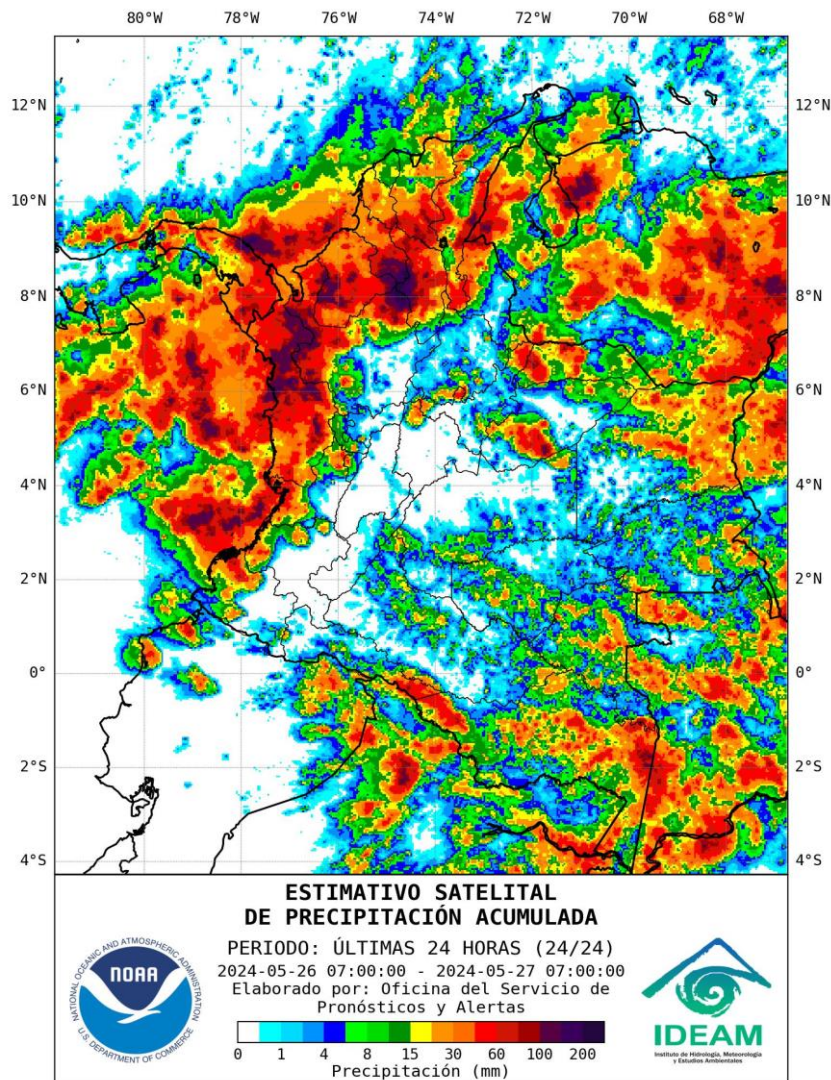 80°W 78°W 76°W 74°W 72°W 70°W 68°W
12°N 12°N
10°N 10°N
8°N 8°N
6°N 6°N
4°N 4°N
2°N 2°N
0° 0°
2°S 2°S
4°S 4°S
ESTIMATIVO SATELITAL
DE PRECIPITACIÓN ACUMULADA
PERIODO: ÚLTIMAS 24 HORAS (24/24)
2024-05-26 07:00:00 - 2024-05-27 07:00:00
Elaborado por: Oficina del Servicio de
Pronósticos y Alertas
0 1 4 8 15 30 60 100 200
Precipitación (mm)
NATIONAL OCEANIC AND ATMOSPHERIC ADMINISTRATION
NOAA
U.S. DEPARTMENT OF COMMERCE
IDEAM
Instituto de Hidrología, Meteorología
y Estudios Ambientales